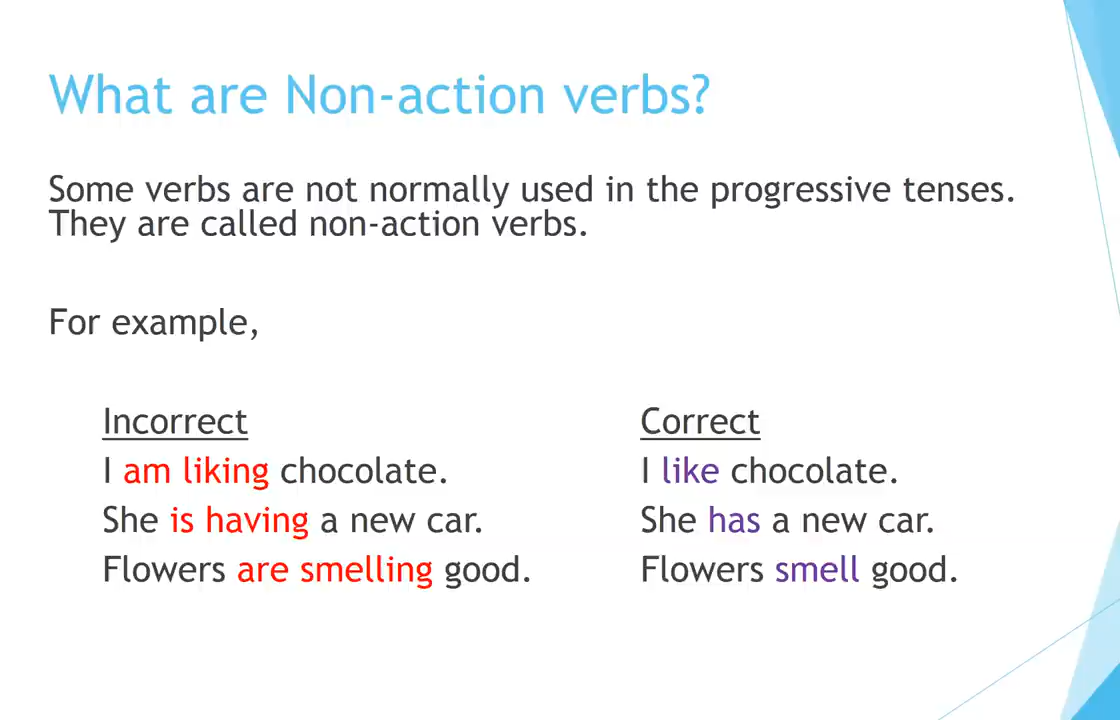 What are Non-action verbs?
Some verbs are not normally used in the progressive tenses.
They are called non-action verbs.
For example,
Incorrect
I am liking chocolate.
She is having a new car.
Flowers are smelling good.
Correct
I like chocolate.
She has a new car.
Flowers smell good.